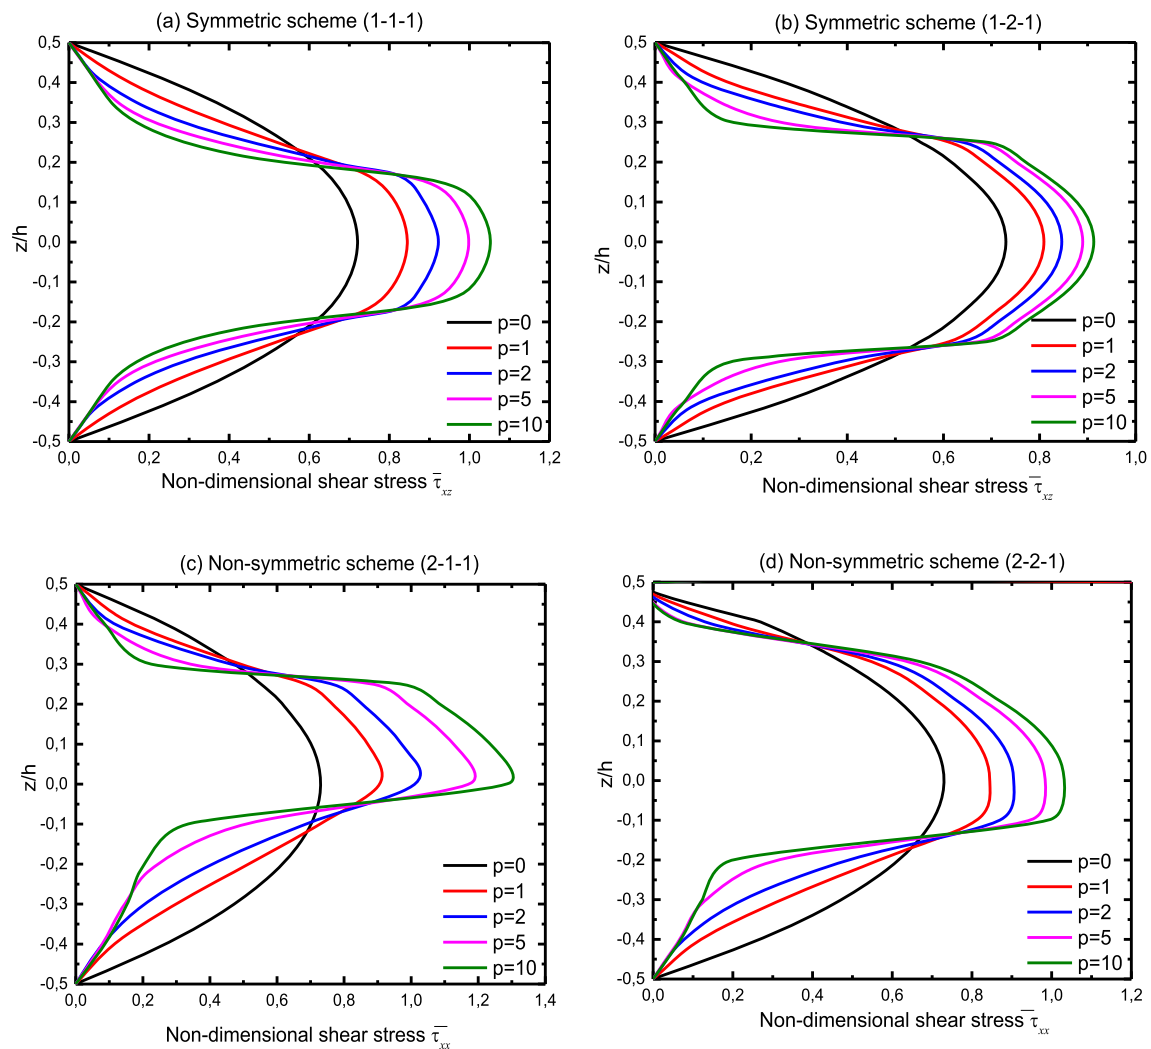 (a) Symmetric scheme (1-1-1)
0,5
0,4
0,3
0,2
0,1
0,0
-0,1
-0,2
-0,3
-0,4
-0,5
z/h
0,0 0,2 0,4 0,6 0,8 1,0 1,2
p=0
p=1
p=2
p=5
p=10
Non-dimensional shear stress τ̅xz
(b) Symmetric scheme (1-2-1)
0,5
0,4
0,3
0,2
0,1
0,0
-0,1
-0,2
-0,3
-0,4
-0,5
z/h
0,0 0,2 0,4 0,6 0,8 1,0
p=0
p=1
p=2
p=5
p=10
Non-dimensional shear stress τ̅xz
(c) Non-symmetric scheme (2-1-1)
0,5
0,4
0,3
0,2
0,1
0,0
-0,1
-0,2
-0,3
-0,4
-0,5
z/h
0,0 0,2 0,4 0,6 0,8 1,0 1,2 1,4
p=0
p=1
p=2
p=5
p=10
Non-dimensional shear stress τ̅xx
(d) Non-symmetric scheme (2-2-1)
0,5
0,4
0,3
0,2
0,1
0,0
-0,1
-0,2
-0,3
-0,4
-0,5
z/h
0,0 0,2 0,4 0,6 0,8 1,0 1,2
p=0
p=1
p=2
p=5
p=10
Non-dimensional shear stress τ̅xx